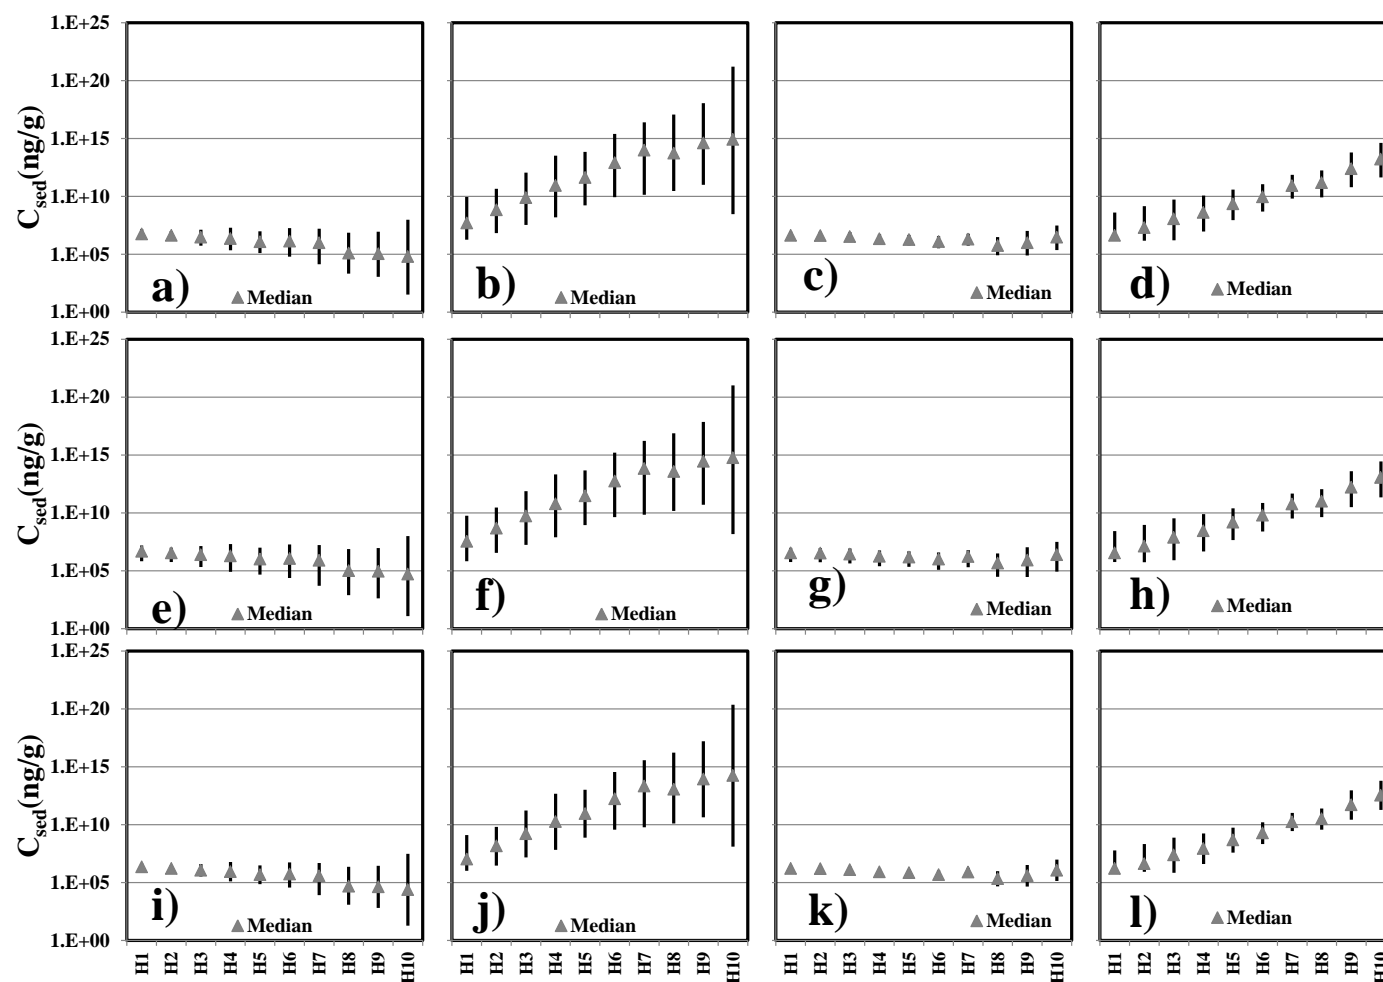 1.E+25
1.E+20
1.E+15
1.E+10
1.E+05
1.E+00
Csed(ng/g)
a)
Median
b)
Median
c)
Median
d)
Median
1.E+25
1.E+20
1.E+15
1.E+10
1.E+05
1.E+00
Csed(ng/g)
e)
Median
f)
Median
g)
Median
h)
Median
1.E+25
1.E+20
1.E+15
1.E+10
1.E+05
1.E+00
Csed(ng/g)
i)
Median
j)
Median
k)
Median
l)
Median
H1 H2 H3 H4 H5 H6 H7 H8 H9 H10
H1 H2 H3 H4 H5 H6 H7 H8 H9 H10
H1 H2 H3 H4 H5 H6 H7 H8 H9 H10
H1 H2 H3 H4 H5 H6 H7 H8 H9 H10